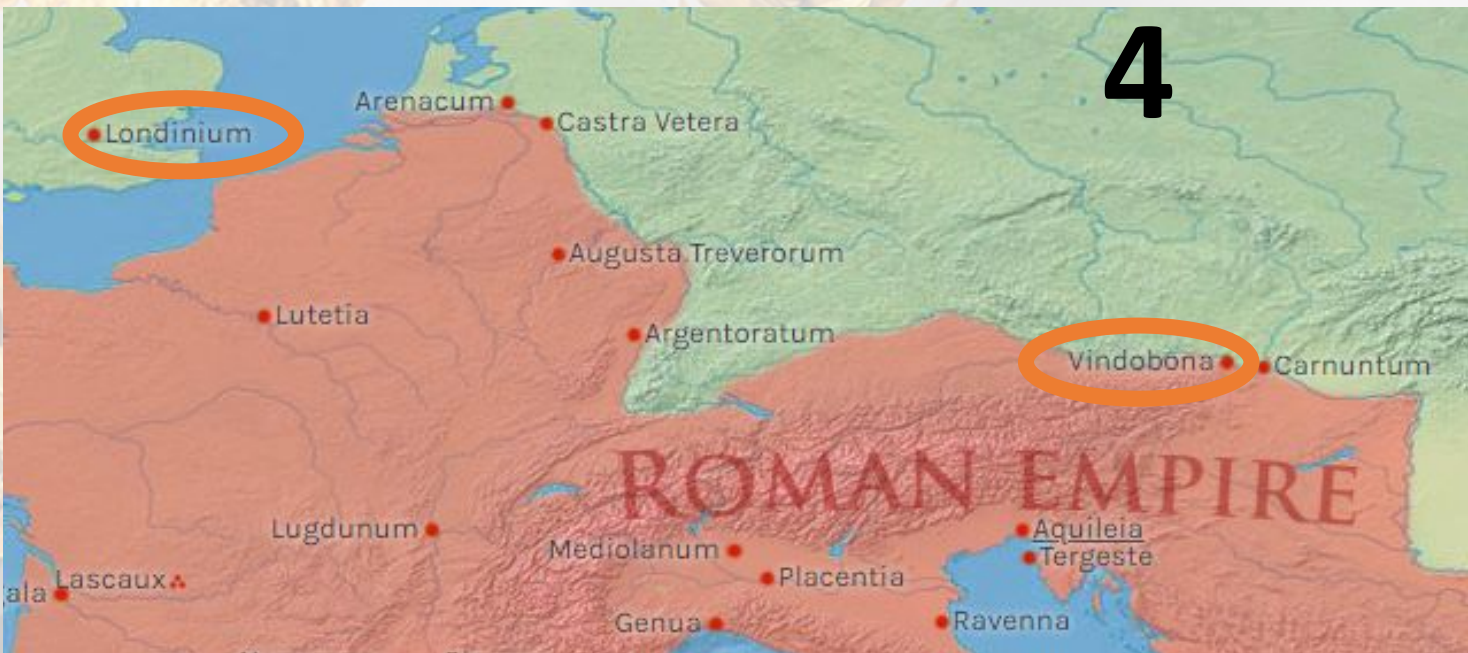 4
Arenacum
Castra Vetera
Londinium
Augusta Treverorum
Lutetia
Argentoratum
Vindobona
Carnuntum
ROMAN EMPIRE
Lugdunum
Mediolanum
Aquileia
Tergeste
Placentia
Lascaux
ala
Genua
Ravenna